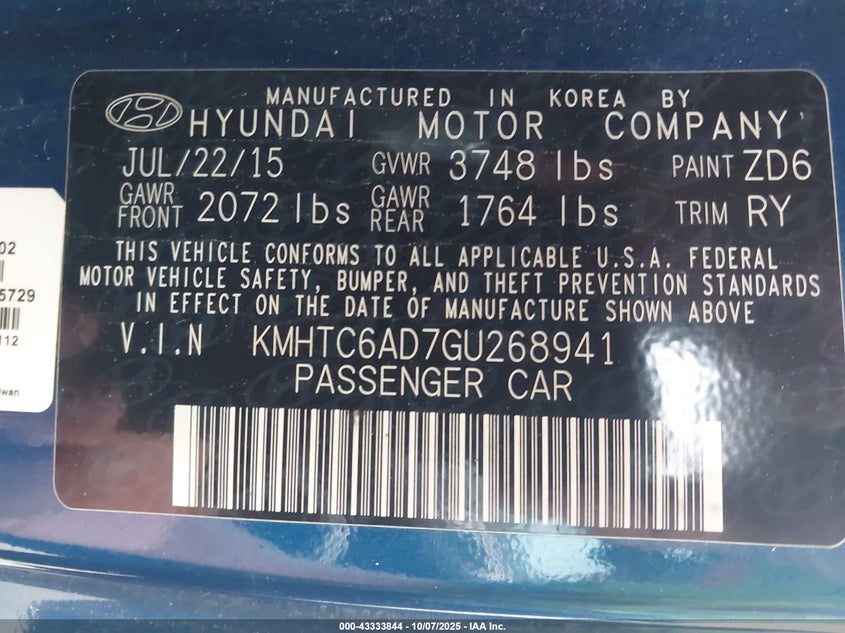 MANUFACTURED IN KOREA BY
HYUNDAI MOTOR COMPANY
JUL/22/15 GVWR 3748 lbs PAINT ZD6
GAWR FRONT 2072 lbs GAWR REAR 1764 lbs TRIM RY
THIS VEHICLE CONFORMS TO ALL APPLICABLE U.S.A. FEDERAL
MOTOR VEHICLE SAFETY, BUMPER, AND THEFT PREVENTION STANDARDS
IN EFFECT ON THE DATE OF MANUFACTURE SHOWN ABOVE
V.I.N KMHTC6AD7GU268941
PASSENGER CAR
02
5729
112
000-43333844 | 10/07/2025 | IAA Inc.